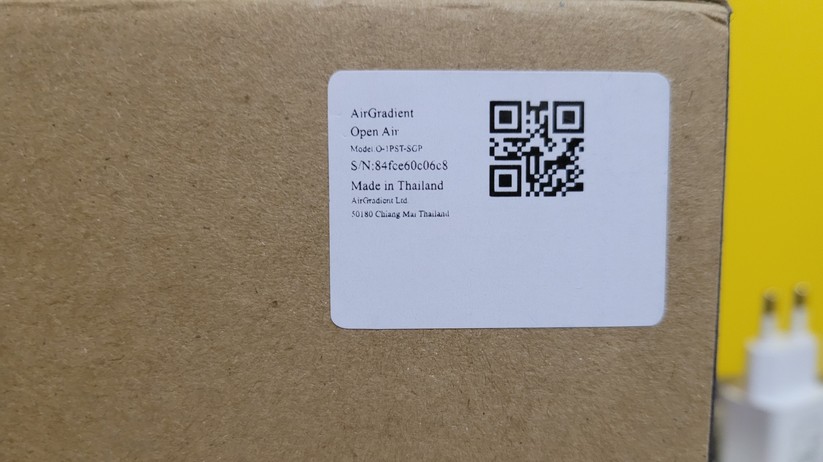 AirGradient
Open Air
Model O-1PST-SGP
S/N:84fce60c06c8
Made in Thailand
AirGradient Ltd
50180 Chiang Mai Thailand